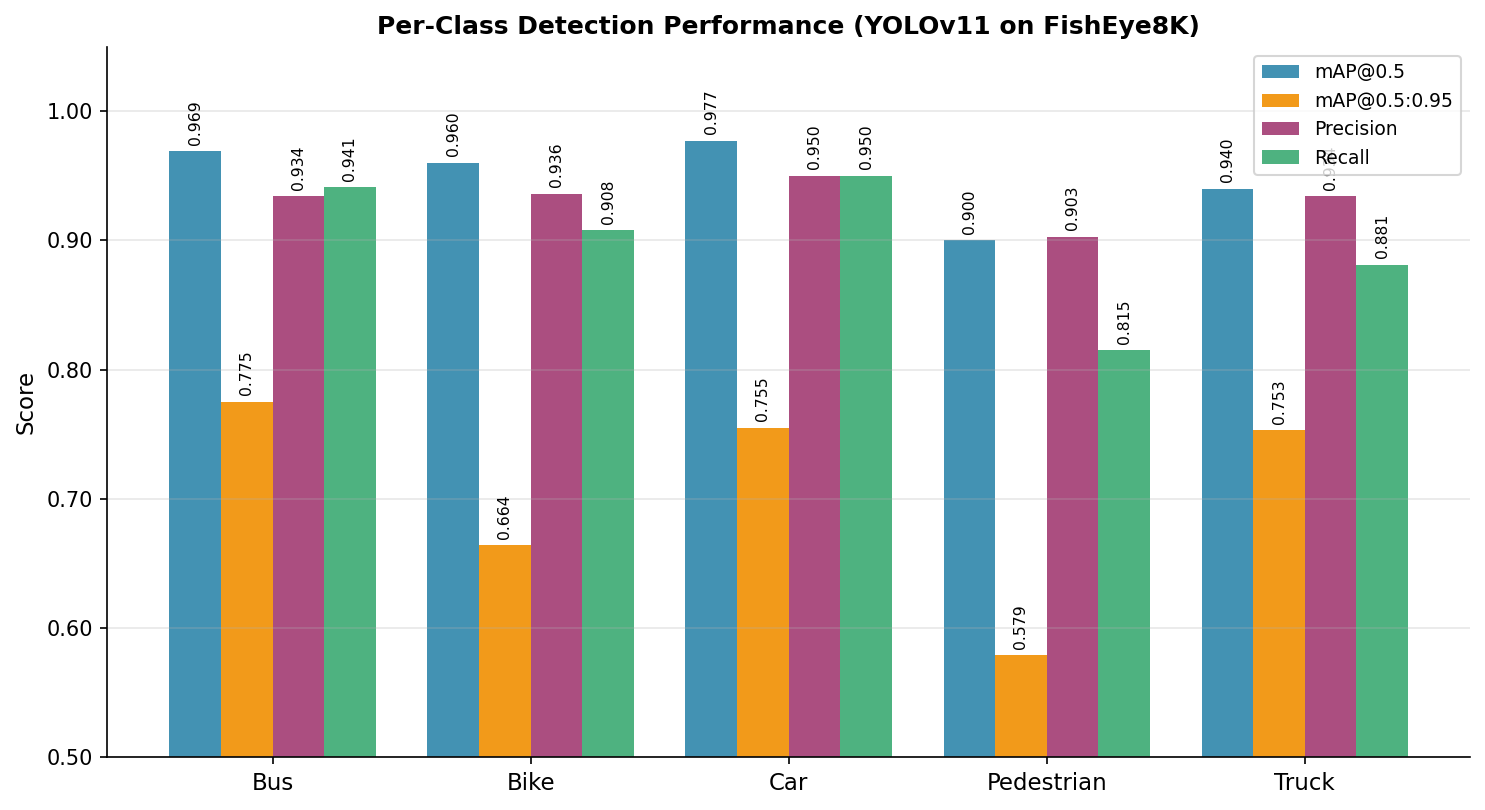 Per-Class Detection Performance (YOLOv11 on FishEye8K)
mAP@0.5
mAP@0.5:0.95
Precision
Recall
Score
1.00
0.90
0.80
0.70
0.60
0.50
0.969
0.775
0.934
0.941
0.960
0.664
0.936
0.908
0.977
0.755
0.950
0.950
0.900
0.579
0.903
0.815
0.940
0.753
0.881
Bus
Bike
Car
Pedestrian
Truck